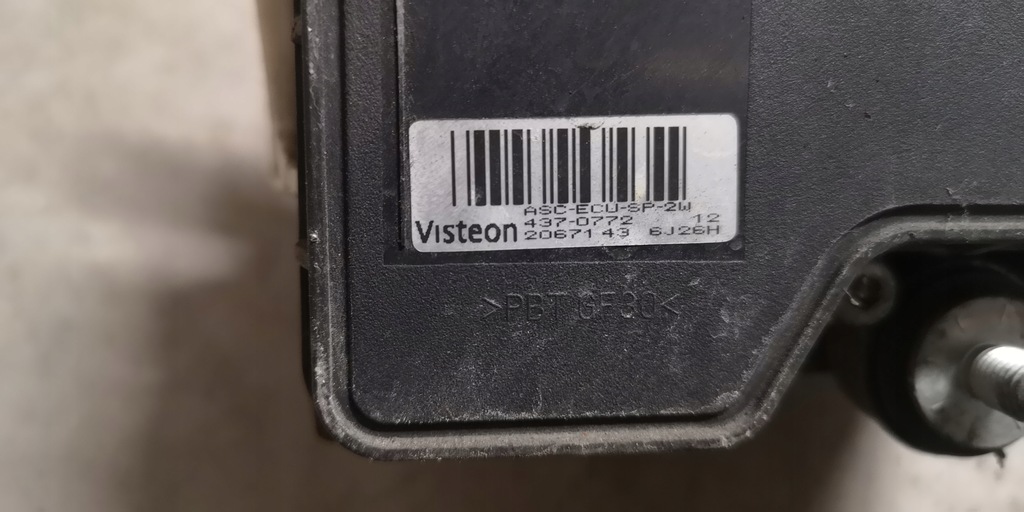 ASC-ECU-SP-2W
437-0772 12
Visteon 2067143 6J26H
>PBT GF30<